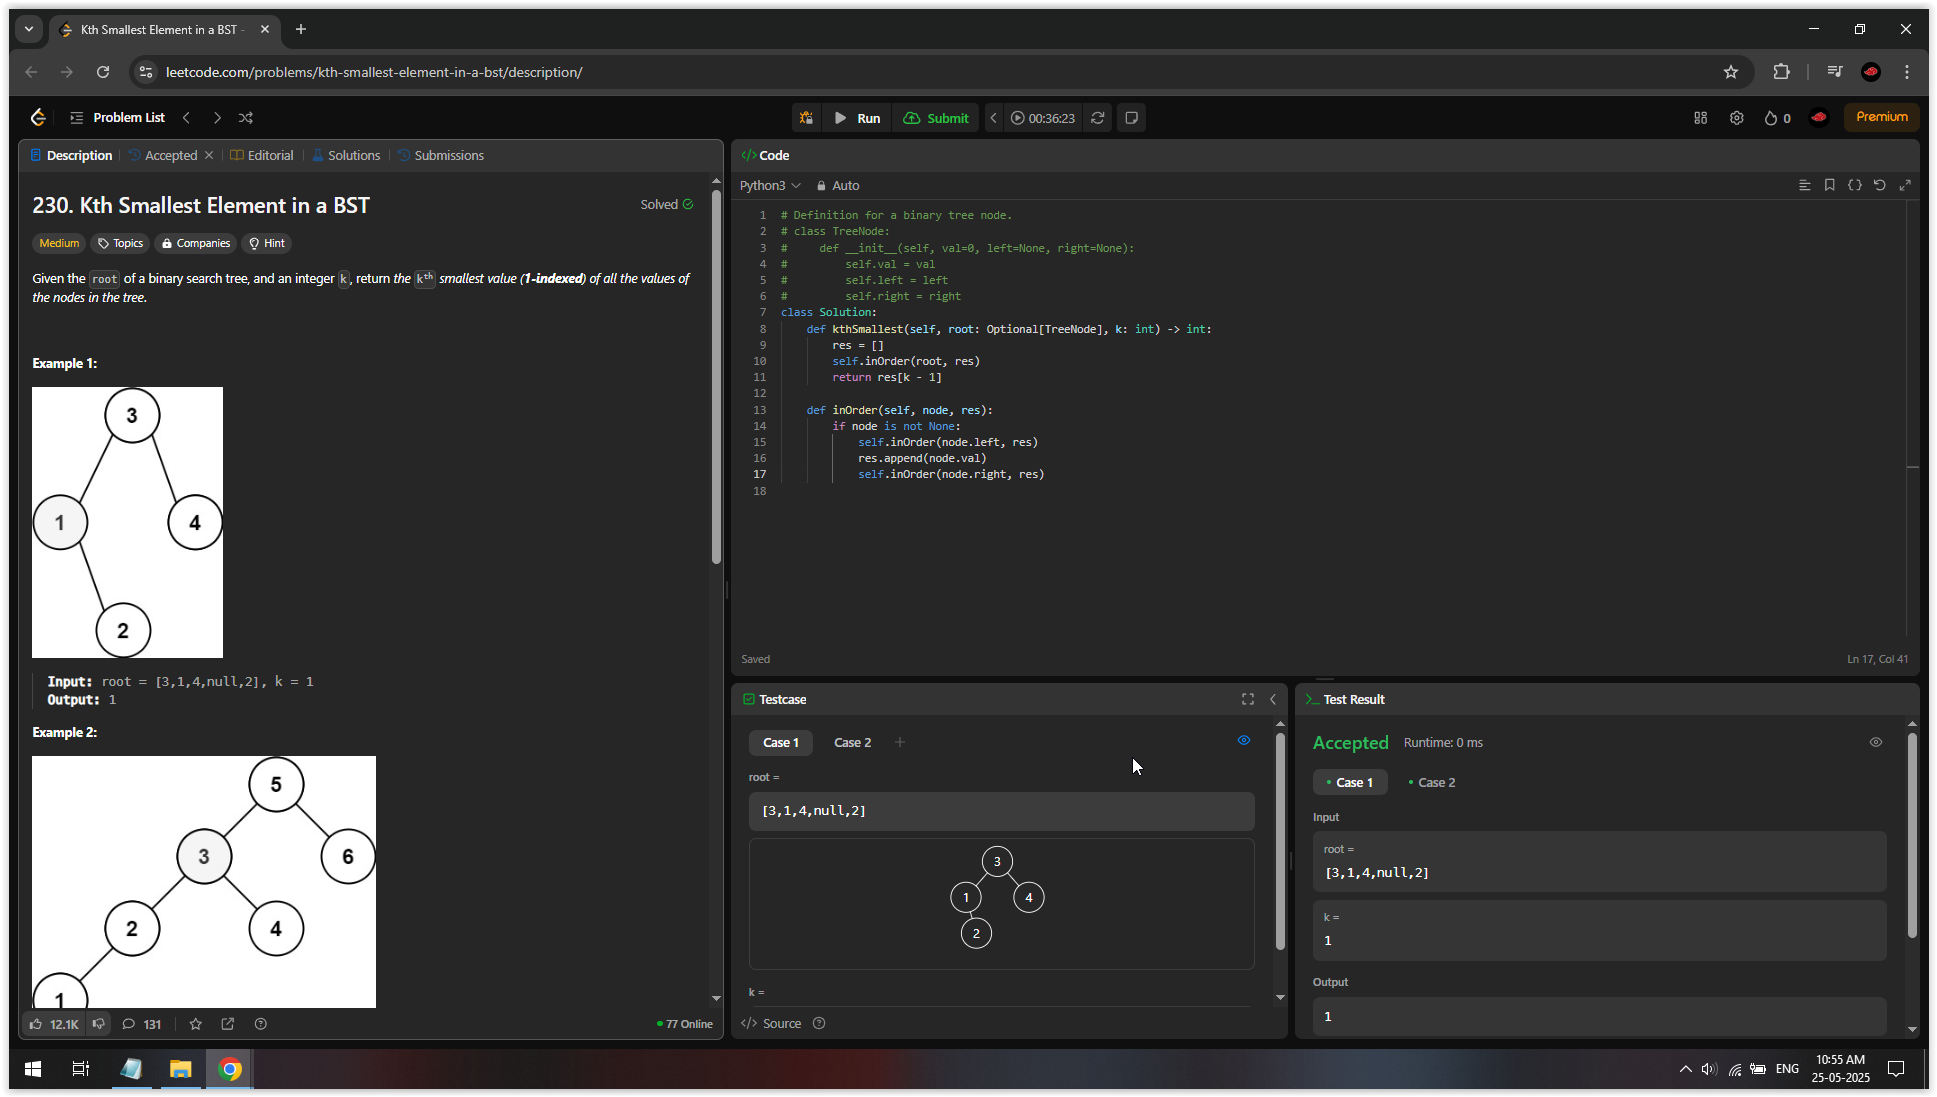 Kth Smallest Element in a BST -
leetcode.com/problems/kth-smallest-element-in-a-bst/description/
Problem List
Run
Submit
00:36:23
0
Premium
Description
Accepted
Editorial
Solutions
Submissions
230. Kth Smallest Element in a BST
Solved
Medium
Topics
Companies
Hint
Given the root of a binary search tree, and an integer k, return the kth smallest value (1-indexed) of all the values of
the nodes in the tree.
Example 1:
3
1
4
2
Input: root = [3,1,4,null,2], k = 1
Output: 1
Example 2:
5
3
6
2
4
1
12.1K
131
77 Online
Code
Python3
Auto
1 # Definition for a binary tree node.
2 # class TreeNode:
3 #     def __init__(self, val=0, left=None, right=None):
4 #         self.val = val
5 #         self.left = left
6 #         self.right = right
7 class Solution:
8     def kthSmallest(self, root: Optional[TreeNode], k: int) -> int:
9         res = []
10         self.inOrder(root, res)
11         return res[k - 1]
12
13     def inOrder(self, node, res):
14         if node is not None:
15             self.inOrder(node.left, res)
16             res.append(node.val)
17             self.inOrder(node.right, res)
18
Saved
Ln 17, Col 41
Testcase
Case 1
Case 2
root =
[3,1,4,null,2]
3
1
4
2
k =
Source
Test Result
Accepted
Runtime: 0 ms
Case 1
Case 2
Input
root =
[3,1,4,null,2]
k =
1
Output
1
ENG
10:55 AM
25-05-2025